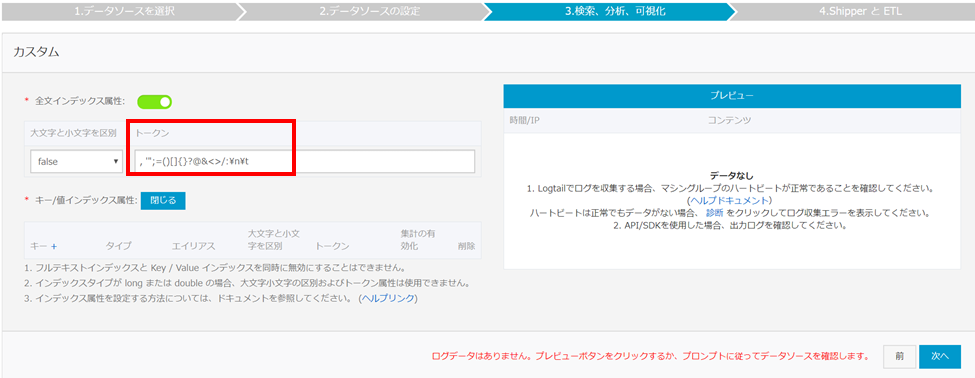 1.データソースを選択 2.データソースの設定 3.検索、分析、可視化 4.Shipper と ETL
カスタム
* 全文インデックス属性:
大文字と小文字を区別 トークン
false , '";=()[]{}?@&<>/:¥n¥t
* キー/値インデックス属性: 閉じる
キー + タイプ エイリアス 大文字と小文字を区別 トークン 集計の有効化 削除
1. フルテキストインデックスと Key / Value インデックスを同時に無効にすることはできません。
2. インデックスタイプが long または double の場合、大文字小文字の区別およびトークン属性は使用できません。
3. インデックス属性を設定する方法については、ドキュメントを参照してください。 (ヘルプリンク)
プレビュー
時間/IP コンテンツ
データなし
1. Logtailでログを収集する場合、マシングループのハートビートが正常であることを確認してください。
(ヘルプドキュメント)
ハートビートは正常でもデータがない場合、 診断 をクリックしてログ収集エラーを表示してください。
2. API/SDKを使用した場合、出力ログを確認してください。
ログデータはありません。プレビューボタンをクリックするか、プロンプトに従ってデータソースを確認します。 前 次へ